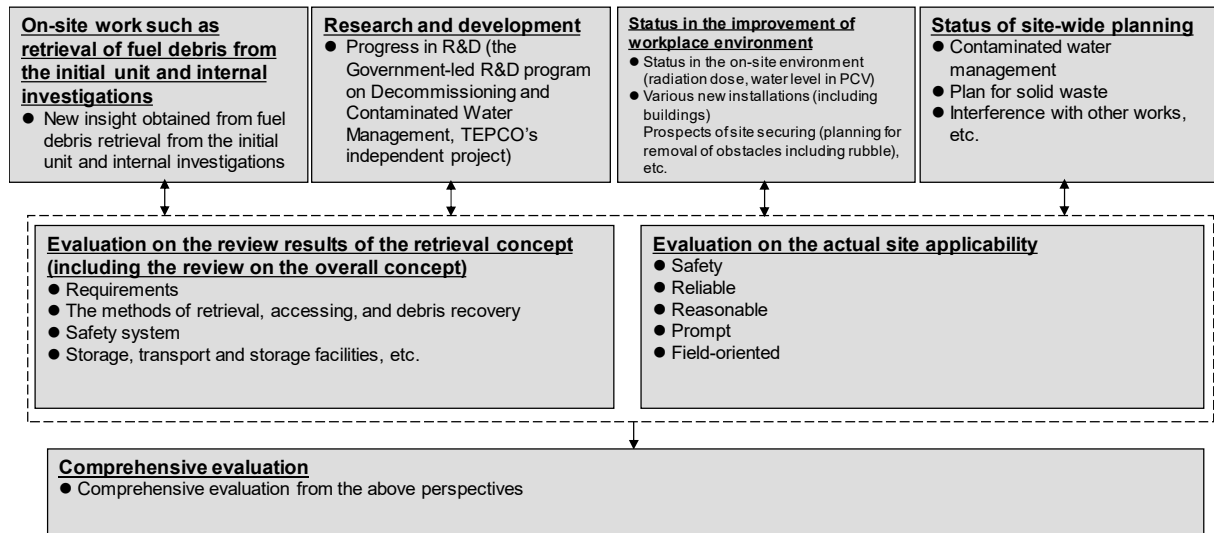 On-site work such as
retrieval of fuel debris from
the initial unit and internal
investigations
● New insight obtained from fuel
debris retrieval from the initial
unit and internal investigations
Research and development
● Progress in R&D (the
Government-led R&D program
on Decommissioning and
Contaminated Water
Management, TEPCO's
independent project)
Status in the improvement of
workplace environment
● Status in the on-site environment
(radiation dose, water level in PCV)
● Various new installations (including
buildings)
Prospects of site securing (planning for
removal of obstacles including rubble),
etc.
Status of site-wide planning
● Contaminated water
management
● Plan for solid waste
● Interference with other works,
etc.
Evaluation on the review results of the retrieval concept
(including the review on the overall concept)
● Requirements
● The methods of retrieval, accessing, and debris recovery
● Safety system
● Storage, transport and storage facilities, etc.
Evaluation on the actual site applicability
● Safety
● Reliable
● Reasonable
● Prompt
● Field-oriented
Comprehensive evaluation
● Comprehensive evaluation from the above perspectives